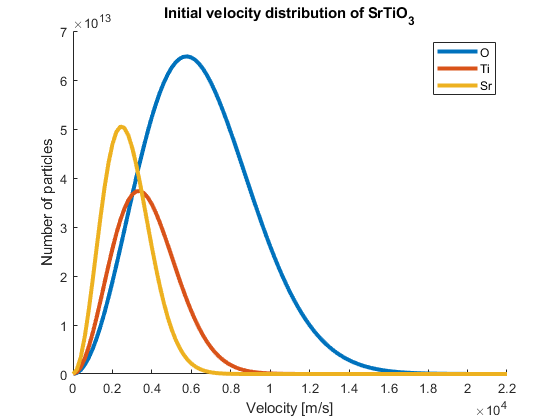 Initial velocity distribution of SrTiO3
×10^13
7
6
5
4
3
2
1
0
Number of particles
O
Ti
Sr
0 0.2 0.4 0.6 0.8 1 1.2 1.4 1.6 1.8 2 2.2
Velocity [m/s]
×10^4